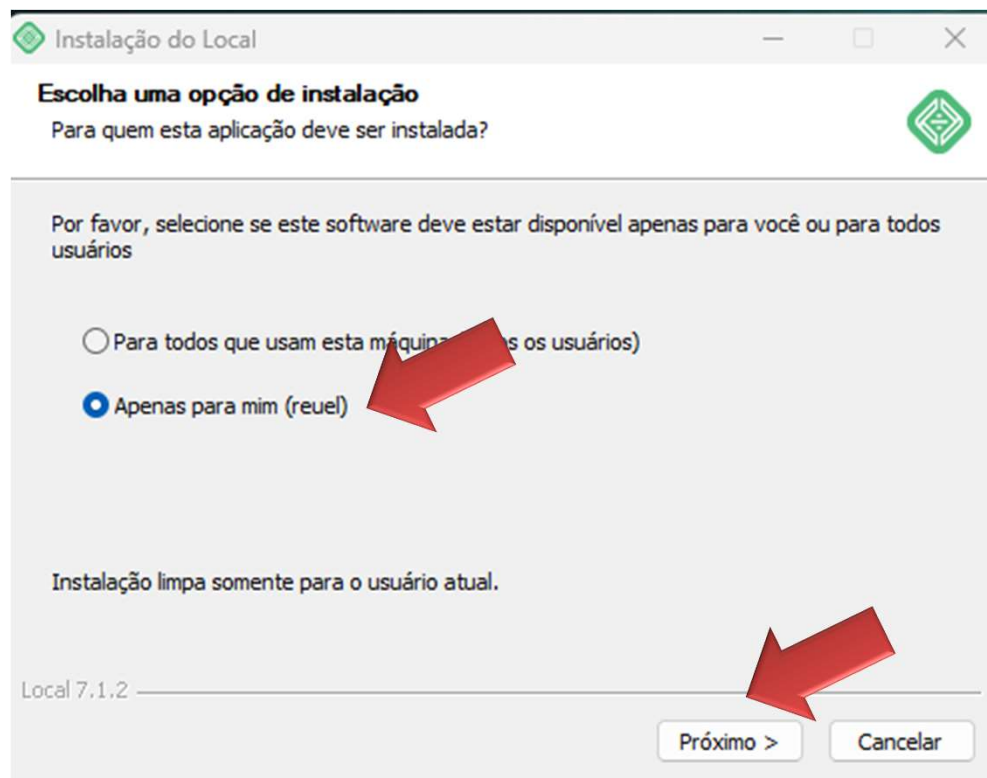 Instalação do Local
Escolha uma opção de instalação
Para quem esta aplicação deve ser instalada?
Por favor, selecione se este software deve estar disponível apenas para você ou para todos
usuários
Para todos que usam esta os usuários)
Apenas para mim (reuel)
Instalação limpa somente para o usuário atual.
Local 7.1.2
Próximo >
Cancelar